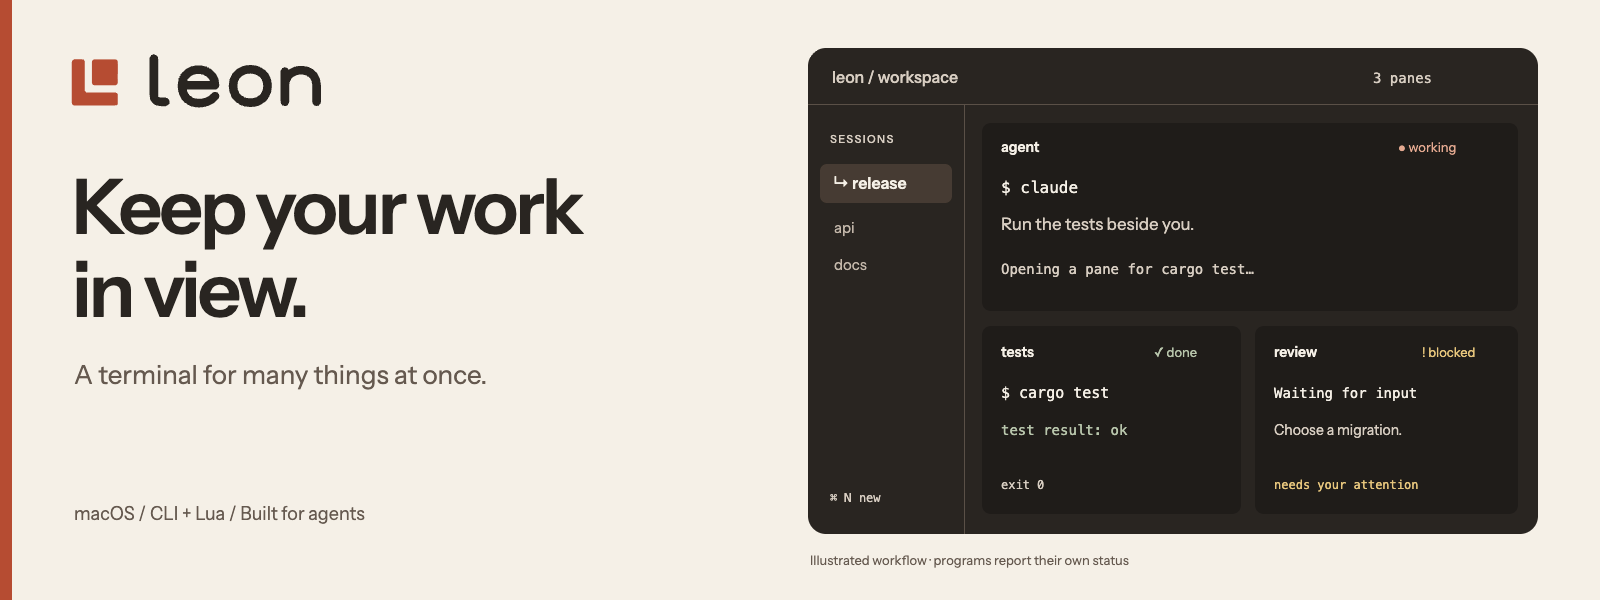 leon
Keep your work
in view.
A terminal for many things at once.
macOS / CLI + Lua / Built for agents
leon / workspace
3 panes
SESSIONS
↳ release
api
docs
⌘ N new
agent
● working
$ claude
Run the tests beside you.
Opening a pane for cargo test…
tests
✓ done
$ cargo test
test result: ok
exit 0
review
! blocked
Waiting for input
Choose a migration.
needs your attention
Illustrated workflow · programs report their own status